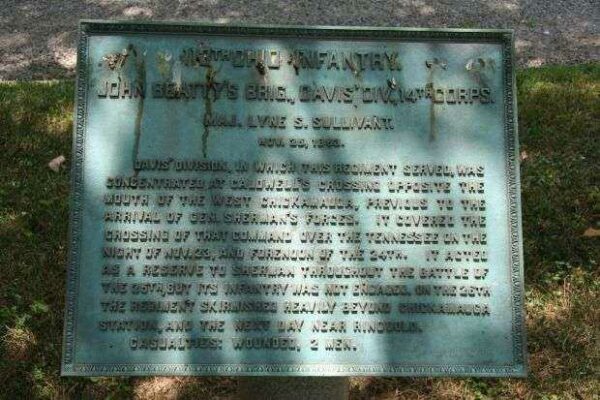 OHIO INFANTRY.
JOHN BEATTY'S BRIG., DAVIS' DIV., 14TH CORPS.
MAJ. LYNE S. SULLIVANT.
NOV. 25, 1863.
DAVIS' DIVISION, IN WHICH THIS REGIMENT SERVED, WAS
CONCENTRATED AT CALDWELL'S CROSSING OPPOSITE THE
MOUTH OF THE WEST CHICKAMAUGA, PREVIOUS TO THE
ARRIVAL OF GEN. SHERMAN'S FORCES. IT COVERED THE
CROSSING OF THAT COMMAND OVER THE TENNESSEE ON THE
NIGHT OF NOV. 23, AND FORENOON OF THE 24TH. IT ACTED
AS A RESERVE TO SHERMAN THROUGHOUT THE BATTLE OF
THE 25TH, BUT ITS INFANTRY WAS NOT ENGAGED. ON THE 26TH
THE REGIMENT SKIRMISHED HEAVILY BEYOND CHICKAMAUGA
STATION, AND THE NEXT DAY NEAR RINGGOLD.
CASUALTIES: WOUNDED, 2 MEN.